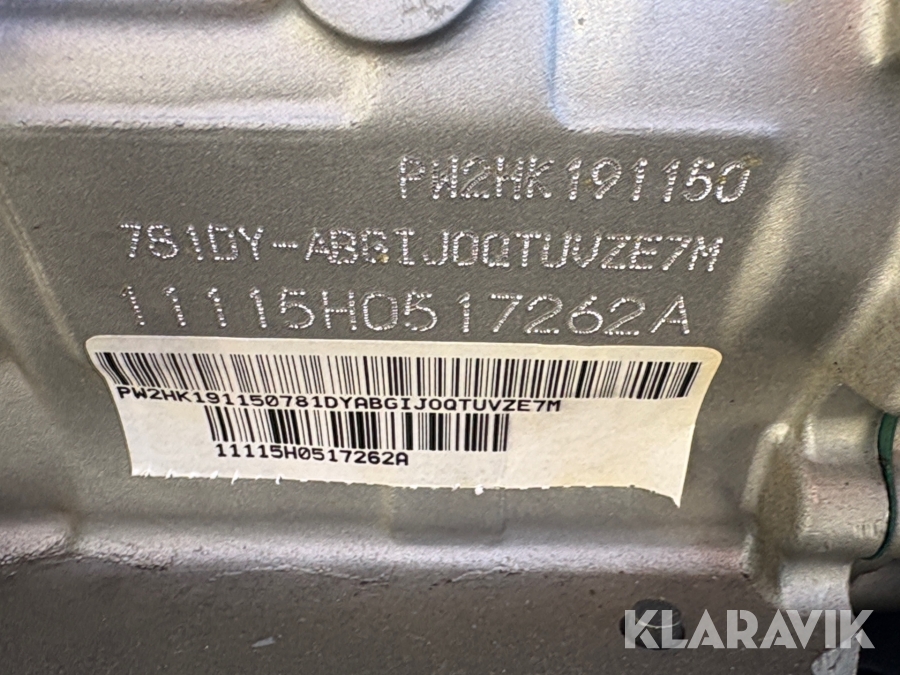 PW2HK191150
781DY-ABGIJOQTUVZE7M
11115H0517262A
PW2HK191150781DYABGIJOQTUVZE7M
11115H0517262A
KLARAVIK